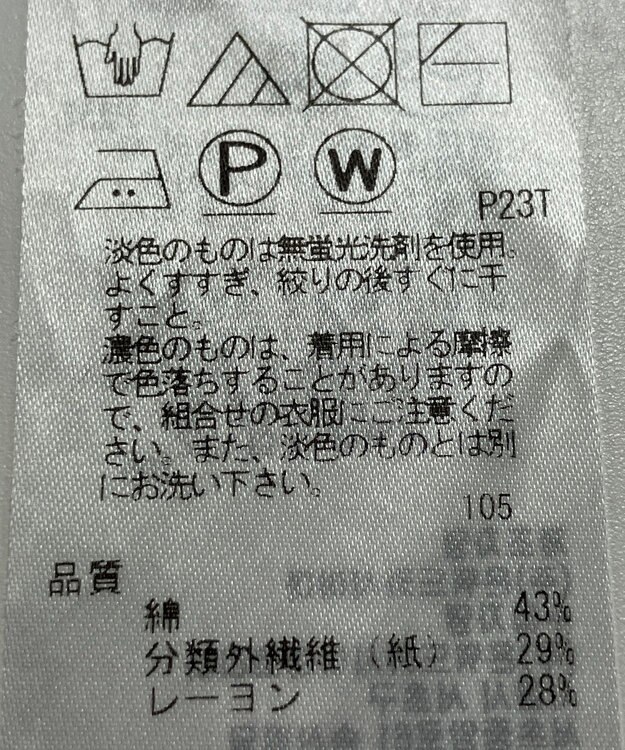 P W
P23T
淡色のものは無蛍光洗剤を使用。
よくすすぎ、絞りの後すぐに干
すこと。
濃色のものは、着用による摩擦
で色落ちすることがありますの
で、組合せの衣服にご注意くだ
さい。また、淡色のものとは別
にお洗い下さい。
105
品質
綿 43%
分類外繊維（紙） 29%
レーヨン 28%